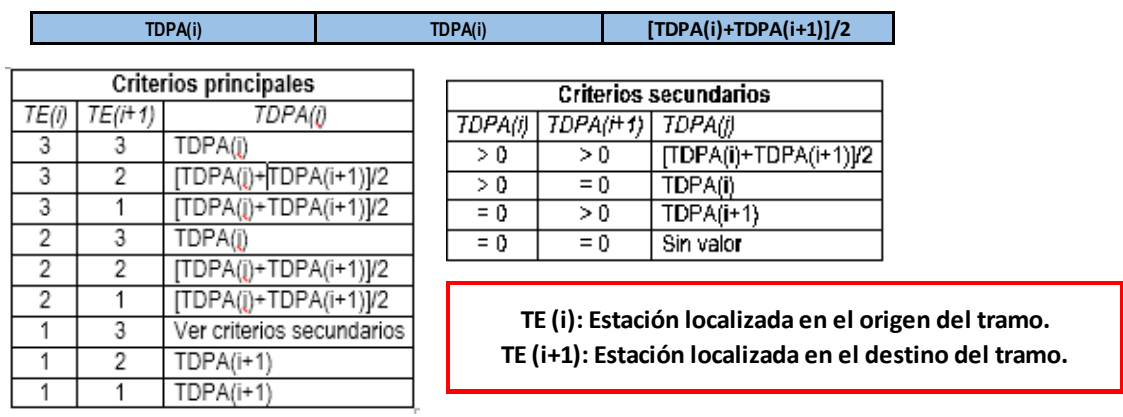 TDPA(i) TDPA(i) [TDPA(i)+TDPA(i+1)]/2
Criterios principales
TE(i) TE(i+1) TDPA(i)
3 3 TDPA(i)
3 2 [TDPA(i)+TDPA(i+1)]/2
3 1 [TDPA(i)+TDPA(i+1)]/2
2 3 TDPA(i)
2 2 [TDPA(i)+TDPA(i+1)]/2
2 1 [TDPA(i)+TDPA(i+1)]/2
1 3 Ver criterios secundarios
1 2 TDPA(i+1)
1 1 TDPA(i+1)
Criterios secundarios
TDPA(i) TDPA(i+1) TDPA(i)
> 0 > 0 [TDPA(i)+TDPA(i+1)]/2
> 0 = 0 TDPA(i)
= 0 > 0 TDPA(i+1)
= 0 = 0 Sin valor
TE (i): Estación localizada en el origen del tramo.
TE (i+1): Estación localizada en el destino del tramo.